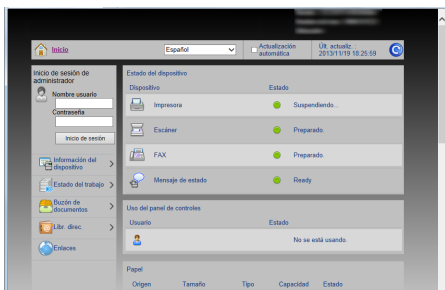 Inicio
Español
Actualización automática
Últ. actualiz. :
2013/11/19 18:25:59
Inicio de sesión de administrador
Nombre usuario
Contraseña
Inicio de sesión
Información del dispositivo
Estado del trabajo
Buzón de documentos
Libr. direc.
Enlaces
Estado del dispositivo
Dispositivo Estado
Impresora Suspendiendo...
Escáner Preparado.
FAX Preparado.
Mensaje de estado Ready
Uso del panel de controles
Usuario Estado
No se está usando.
Papel
Origen Tamaño Tipo Capacidad Estado